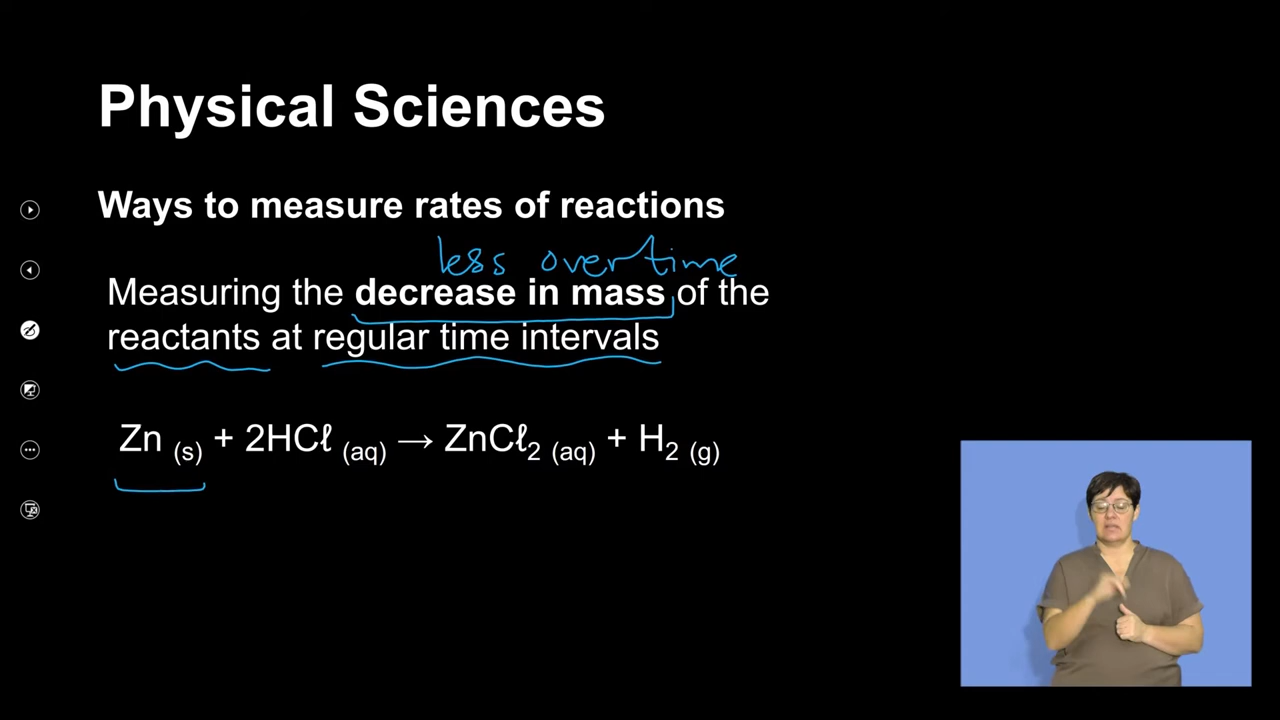 Physical Sciences
Ways to measure rates of reactions
less over time
Measuring the decrease in mass of the
reactants at regular time intervals
Zn (s) + 2HCℓ (aq) → ZnCℓ₂ (aq) + H₂ (g)